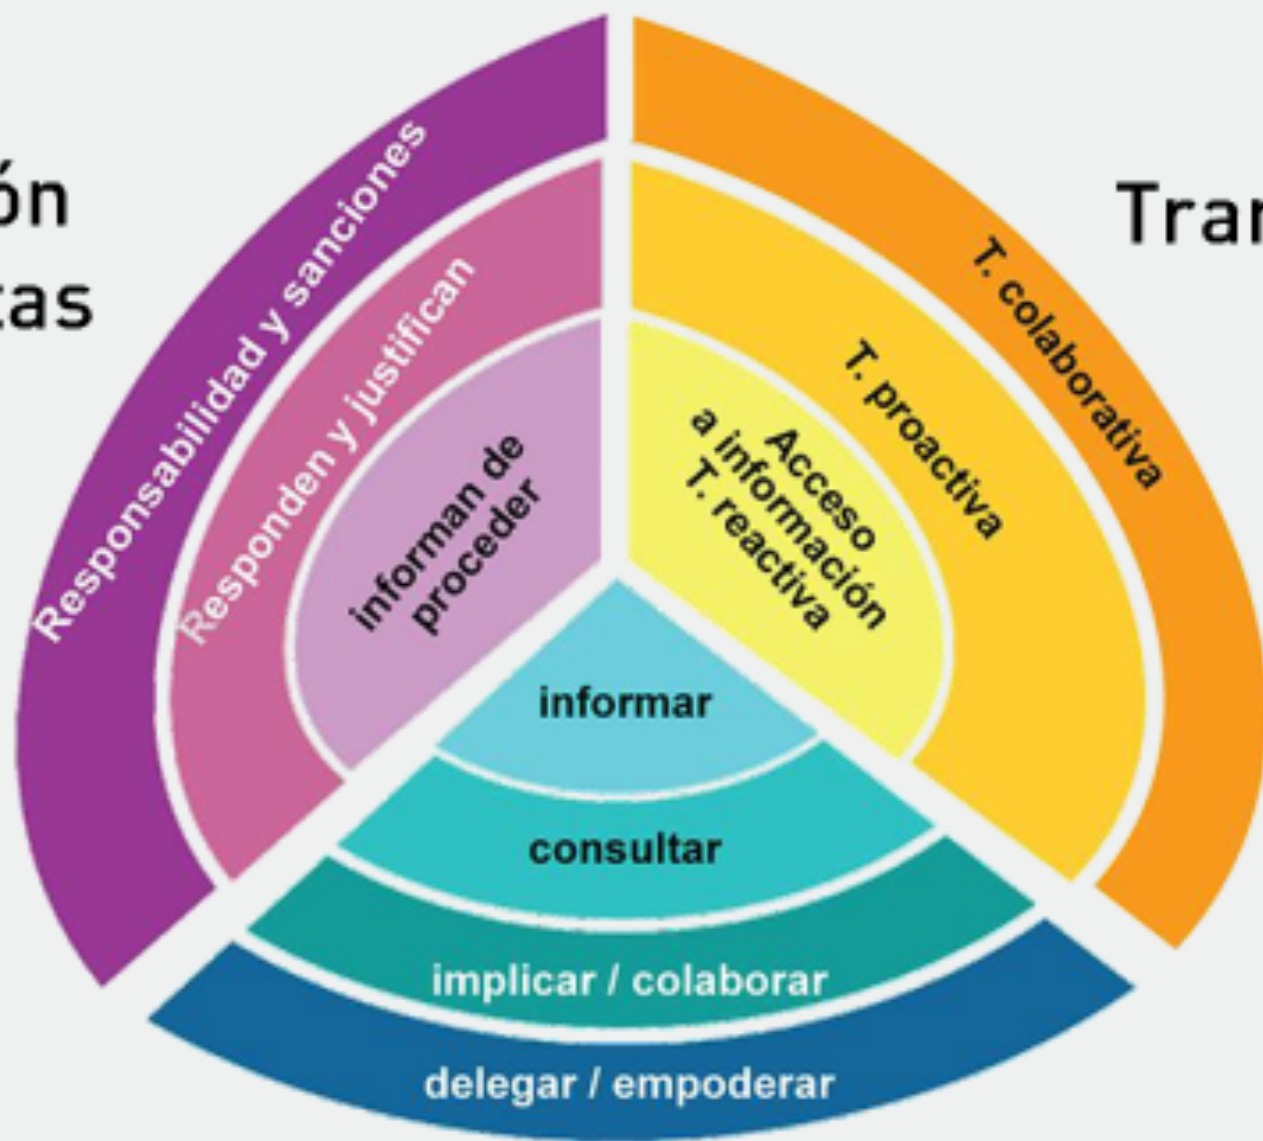 ón
tas
Tran
Responsabilidad y sanciones
Responden y justifican
informan de
proceder
T. colaborativa
T. proactiva
Acceso
a información
T. reactiva
informar
consultar
implicar / colaborar
delegar / empoderar